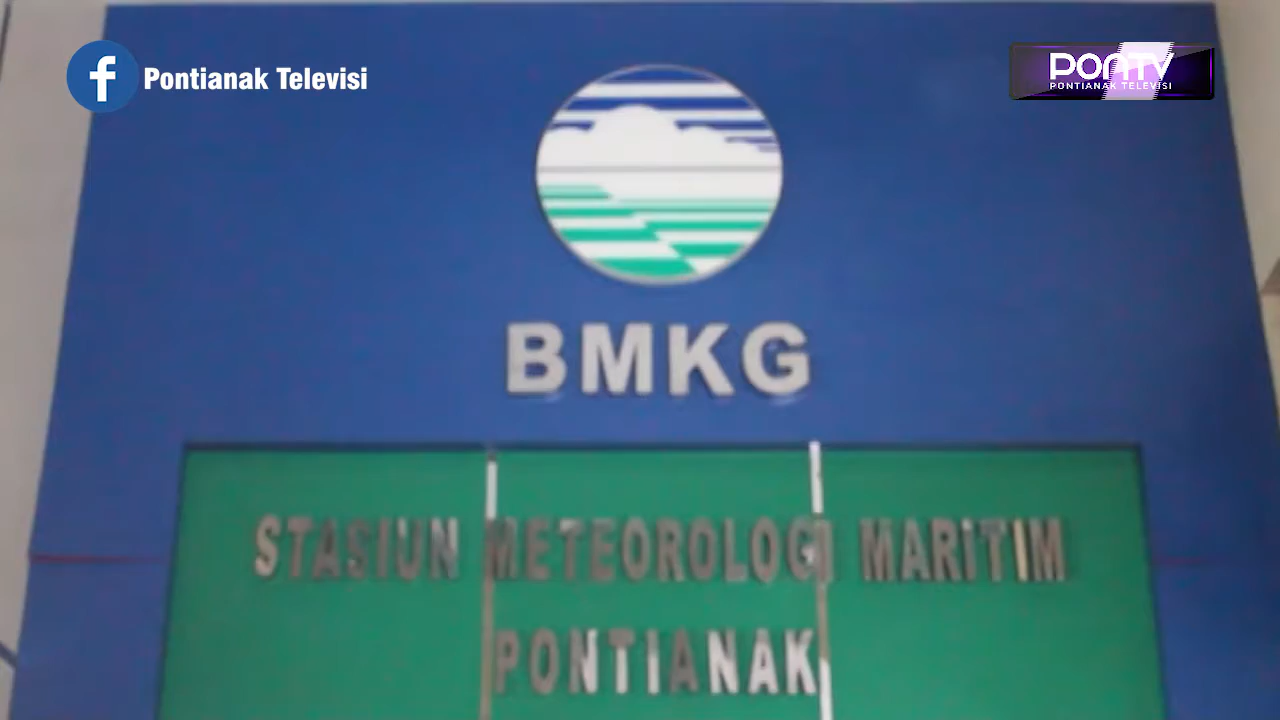 Pontianak Televisi
PONTV
PONTIANAK TELEVISI
BMKG
STASIUN METEOROLOGI MARITIM
PONTIANAK